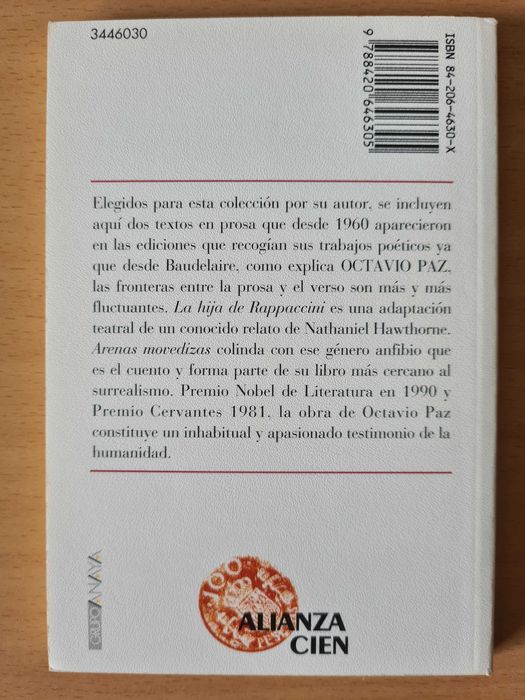 3446030
ISBN 84-206-4630-X
9 788420 646305
Elegidos para esta colección por su autor, se incluyen
aquí dos textos en prosa que desde 1960 aparecieron
en las ediciones que recogían sus trabajos poéticos ya
que desde Baudelaire, como explica OCTAVIO PAZ,
las fronteras entre la prosa y el verso son más y más
fluctuantes. La hija de Rappaccini es una adaptación
teatral de un conocido relato de Nathaniel Hawthorne.
Arenas movedizas colinda con ese género anfibio que
es el cuento y forma parte de su libro más cercano al
surrealismo. Premio Nobel de Literatura en 1990 y
Premio Cervantes 1981, la obra de Octavio Paz
constituye un inhabitual y apasionado testimonio de la
humanidad.
GRUPO ANAYA
100
ALIANZA
CIEN